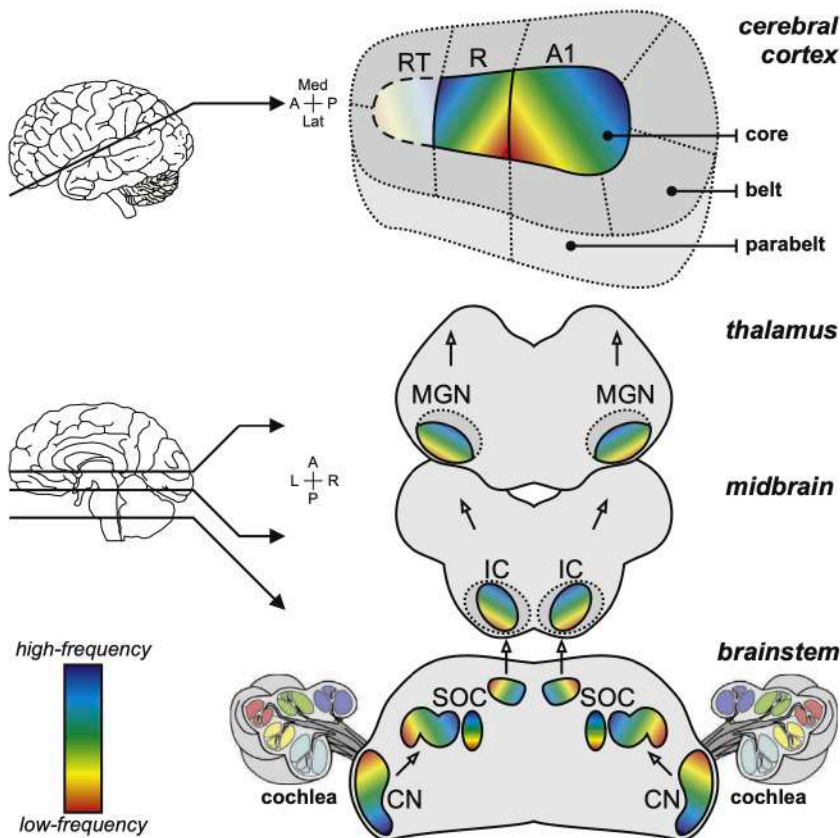 cerebral
cortex
RT R A1
Med
A P
Lat
core
belt
parabelt
thalamus
MGN MGN
A
L R
P
midbrain
IC IC
high-frequency
brainstem
SOC SOC
CN CN
cochlea cochlea
low-frequency